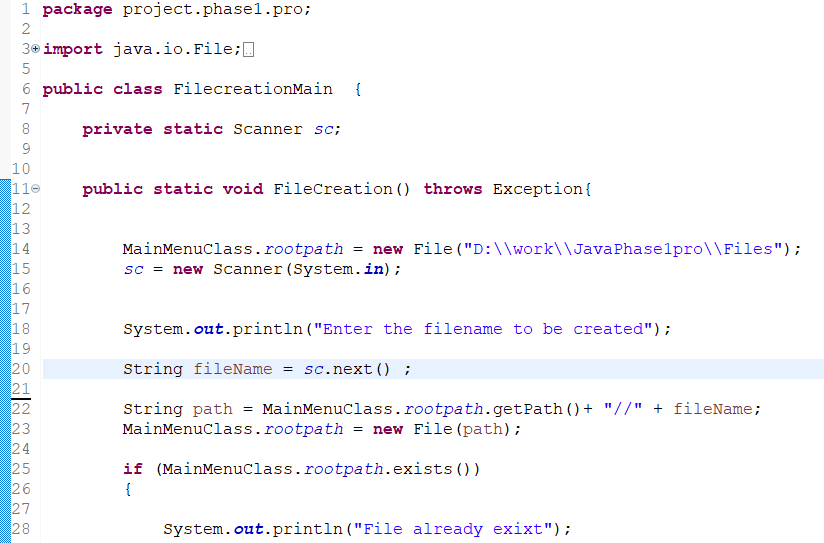 1 package project.phase1.pro;
2
3 import java.io.File;
5
6 public class FilecreationMain  {
7
8     private static Scanner sc;
9
10
11     public static void FileCreation() throws Exception{
12
13
14         MainMenuClass.rootpath = new File("D:\\work\\JavaPhase1pro\\Files");
15         sc = new Scanner(System.in);
16
17
18         System.out.println("Enter the filename to be created");
19
20         String fileName = sc.next() ;
21
22         String path = MainMenuClass.rootpath.getPath()+ "//" + fileName;
23         MainMenuClass.rootpath = new File(path);
24
25         if (MainMenuClass.rootpath.exists())
26         {
27
28             System.out.println("File already exixt");